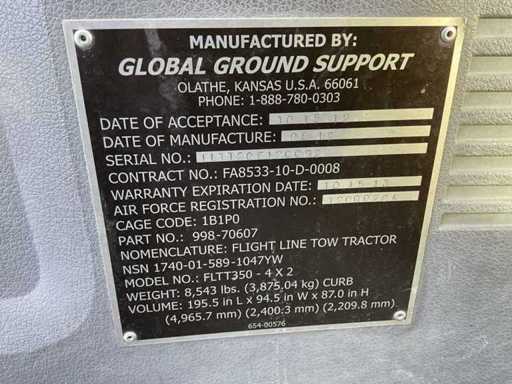 MANUFACTURED BY:
GLOBAL GROUND SUPPORT
OLATHE, KANSAS U.S.A. 66061
PHONE: 1-888-780-0303
DATE OF ACCEPTANCE:
DATE OF MANUFACTURE:
SERIAL NO.:
CONTRACT NO.: FA8533-10-D-0008
WARRANTY EXPIRATION DATE:
AIR FORCE REGISTRATION NO.:
CAGE CODE: 1B1P0
PART NO.: 998-70607
NOMENCLATURE: FLIGHT LINE TOW TRACTOR
NSN 1740-01-589-1047YW
MODEL NO.: FLTT350 - 4 X 2
WEIGHT: 8,543 lbs. (3,875.04 kg) CURB
VOLUME: 195.5 in L x 94.5 in W x 87.0 in H
(4,965.7 mm) (2,400.3 mm) (2,209.8 mm)
654-00576